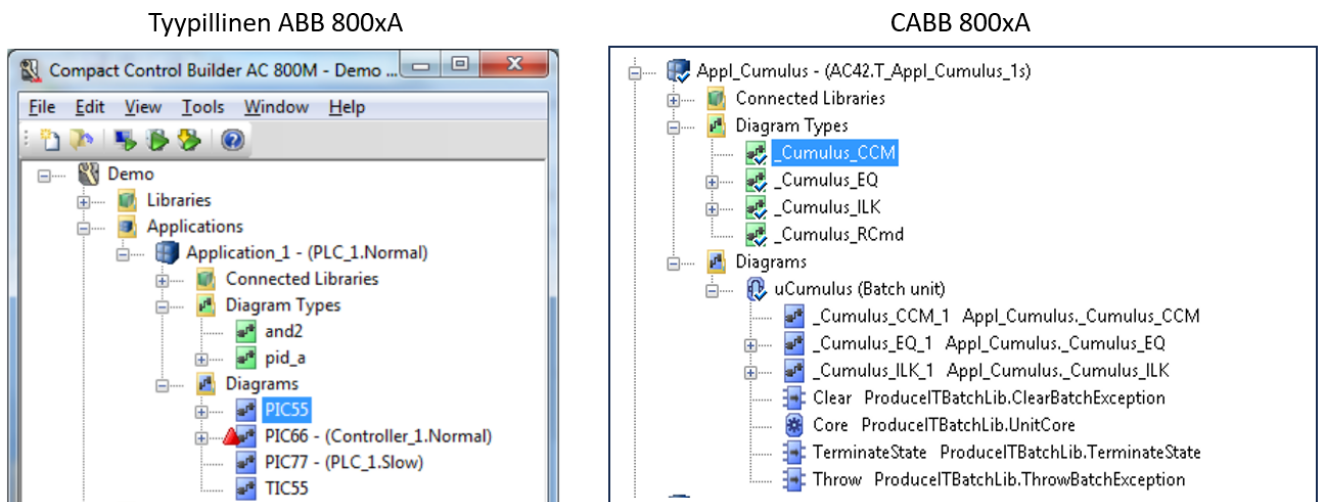 Tyypillinen ABB 800xA
CABB 800xA
Compact Control Builder AC 800M - Demo ...
File Edit View Tools Window Help
Demo
Libraries
Applications
Application_1 - (PLC_1.Normal)
Connected Libraries
Diagram Types
and2
pid_a
Diagrams
PIC55
PIC66 - (Controller_1.Normal)
PIC77 - (PLC_1.Slow)
TIC55
Appl_Cumulus - (AC42.T_Appl_Cumulus_1s)
Connected Libraries
Diagram Types
_Cumulus_CCM
_Cumulus_EQ
_Cumulus_ILK
_Cumulus_RCmd
Diagrams
uCumulus (Batch unit)
_Cumulus_CCM_1 Appl_Cumulus._Cumulus_CCM
_Cumulus_EQ_1 Appl_Cumulus._Cumulus_EQ
_Cumulus_ILK_1 Appl_Cumulus._Cumulus_ILK
Clear ProduceITBatchLib.ClearBatchException
Core ProduceITBatchLib.UnitCore
TerminateState ProduceITBatchLib.TerminateState
Throw ProduceITBatchLib.ThrowBatchException